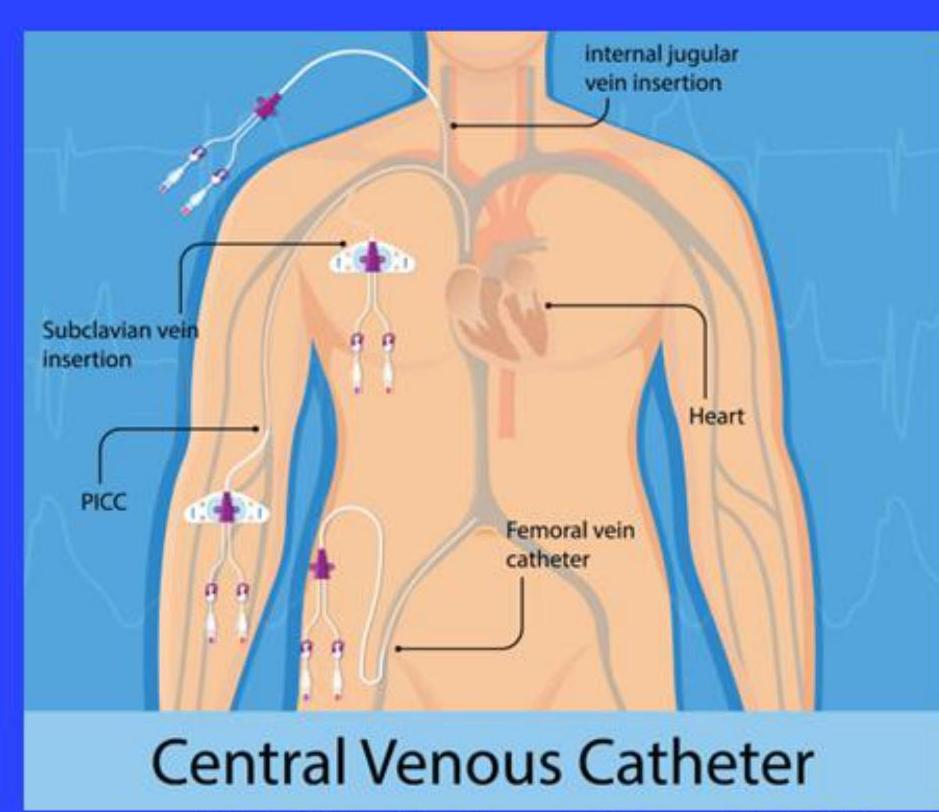 internal jugular
vein insertion
Subclavian vein
insertion
Heart
PICC
Femoral vein
catheter
Central Venous Catheter